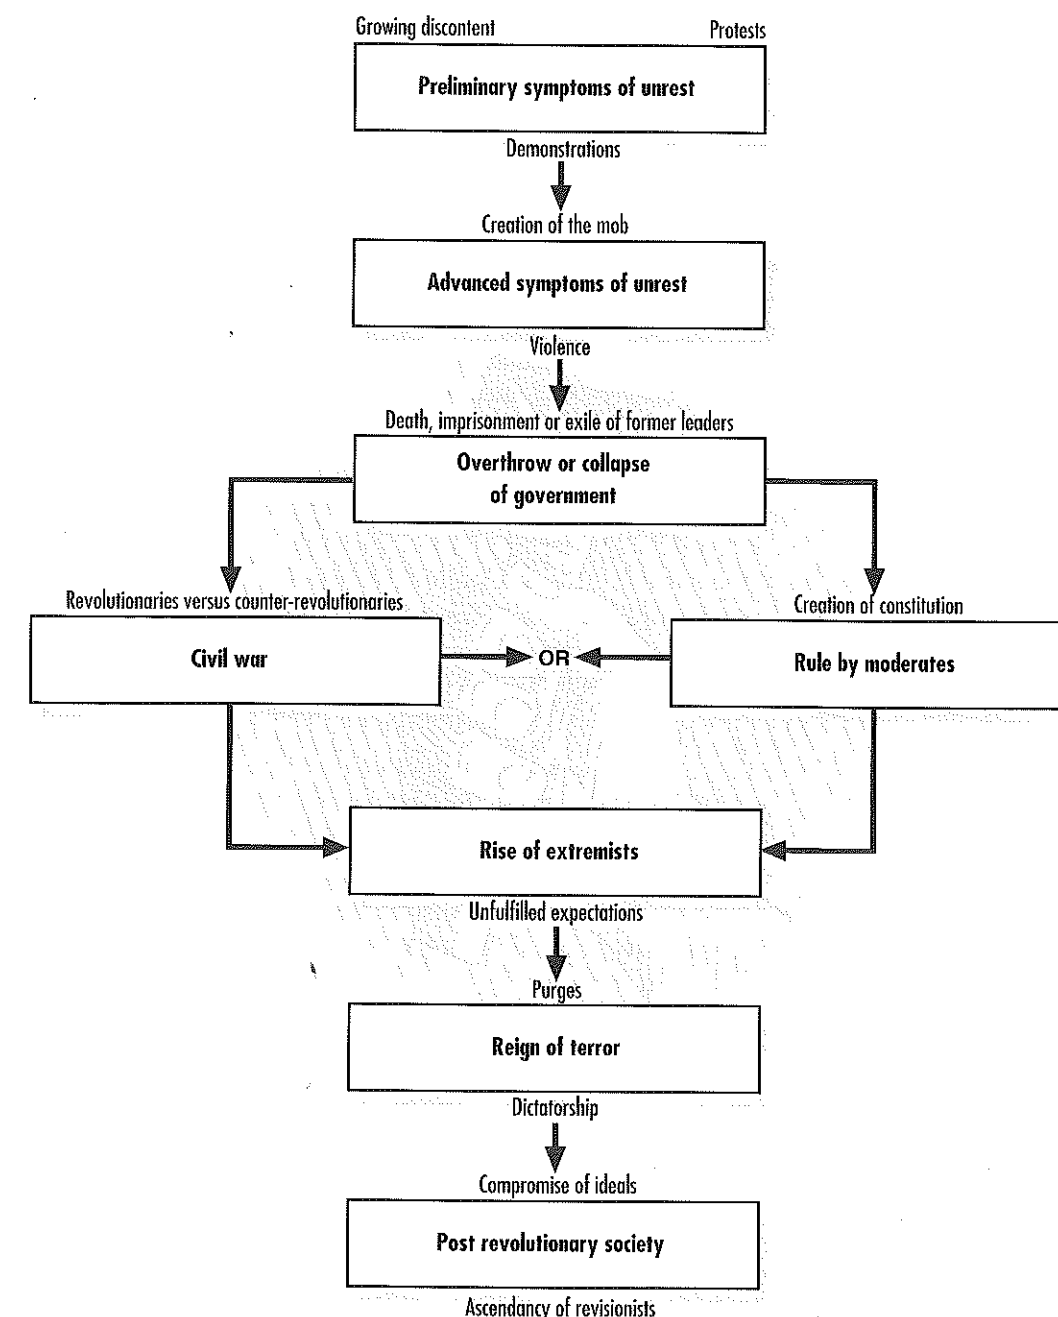 Growing discontent Protests
Preliminary symptoms of unrest
Demonstrations
Creation of the mob
Advanced symptoms of unrest
Violence
Death, imprisonment or exile of former leaders
Overthrow or collapse
of government
Revolutionaries versus counter-revolutionaries
Civil war
OR
Creation of constitution
Rule by moderates
Rise of extremists
Unfulfilled expectations
Purges
Reign of terror
Dictatorship
Compromise of ideals
Post revolutionary society
Ascendancy of revisionists